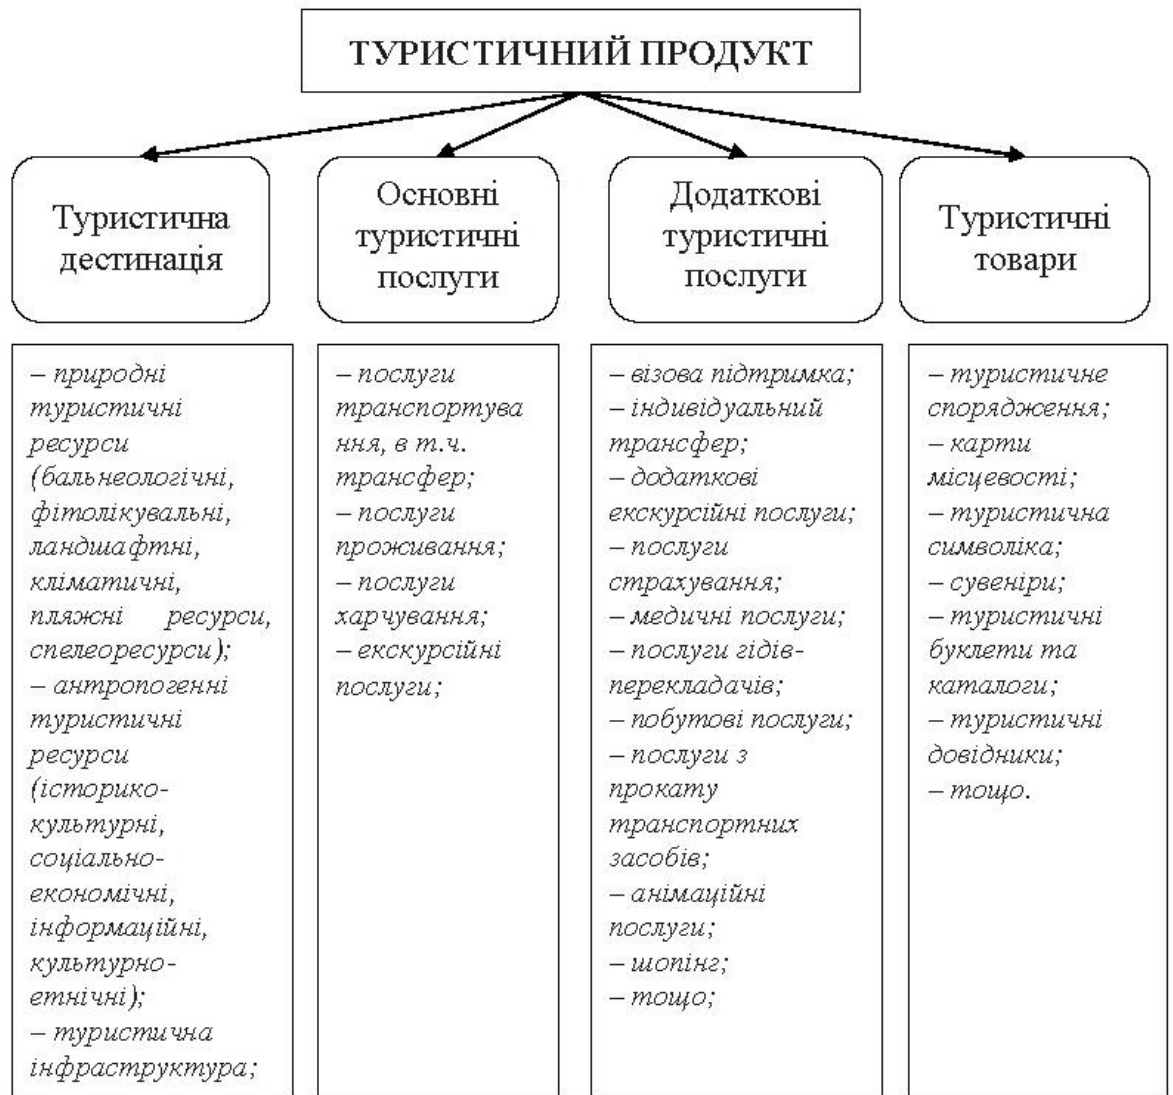 ТУРИСТИЧНИЙ ПРОДУКТ
Туристична
дестинація
Основні
туристичні
послуги
Додаткові
туристичні
послуги
Туристичні
товари
– природні
туристичні
ресурси
(бальнеологічні,
фітолікувальні,
ландшафтні,
кліматичні,
пляжні ресурси,
спелеоресурси);
– антропогенні
туристичні
ресурси
(історико-
культурні,
соціально-
економічні,
інформаційні,
культурно-
етнічні);
– туристична
інфраструктура;
– послуги
транспортува
ння, в т.ч.
трансфер;
– послуги
проживання;
– послуги
харчування;
– екскурсійні
послуги;
– візова підтримка;
– індивідуальний
трансфер;
– додаткові
екскурсійні послуги;
– послуги
страхування;
– медичні послуги;
– послуги гідів-
перекладачів;
– побутові послуги;
– послуги з
прокату
транспортних
засобів;
– анімаційні
послуги;
– шопінг;
– тощо;
– туристичне
спорядження;
– карти
місцевості;
– туристична
символіка;
– сувеніри;
– туристичні
буклети та
каталоги;
– туристичні
довідники;
– тощо.